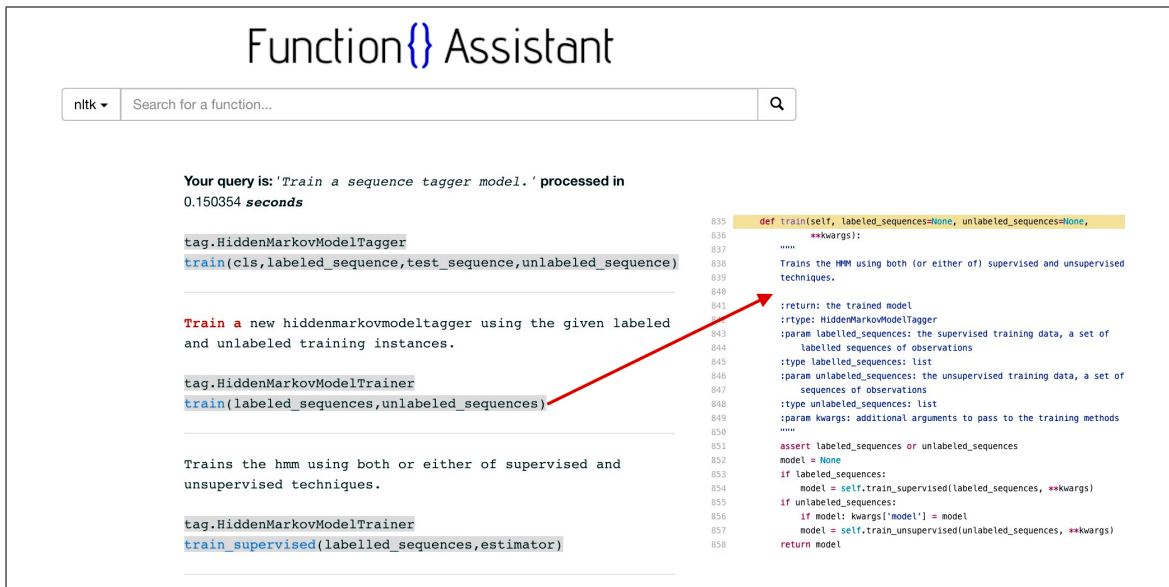 Function{} Assistant
nltk
Search for a function...
Your query is: 'Train a sequence tagger model.' processed in
0.150354 seconds
tag.HiddenMarkovModelTagger
train(cls,labeled_sequence,test_sequence,unlabeled_sequence)
Train a new hiddenmarkovmodeltagger using the given labeled
and unlabeled training instances.
tag.HiddenMarkovModelTrainer
train(labeled_sequences,unlabeled_sequences)
Trains the hmm using both or either of supervised and
unsupervised techniques.
tag.HiddenMarkovModelTrainer
train_supervised(labelled_sequences,estimator)
835 def train(self, labeled_sequences=None, unlabeled_sequences=None,
836 **kwargs):
837 """
838 Trains the HMM using both (or either of) supervised and unsupervised
839 techniques.
840
841 :return: the trained model
:rtype: HiddenMarkovModelTagger
843 :param labelled_sequences: the supervised training data, a set of
844 labelled sequences of observations
845 :type labelled_sequences: list
846 :param unlabeled_sequences: the unsupervised training data, a set of
847 sequences of observations
848 :type unlabeled_sequences: list
849 :param kwargs: additional arguments to pass to the training methods
850 """
851 assert labeled_sequences or unlabeled_sequences
852 model = None
853 if labeled_sequences:
854 model = self.train_supervised(labeled_sequences, **kwargs)
855 if unlabeled_sequences:
856 if model: kwargs['model'] = model
857 model = self.train_unsupervised(unlabeled_sequences, **kwargs)
858 return model